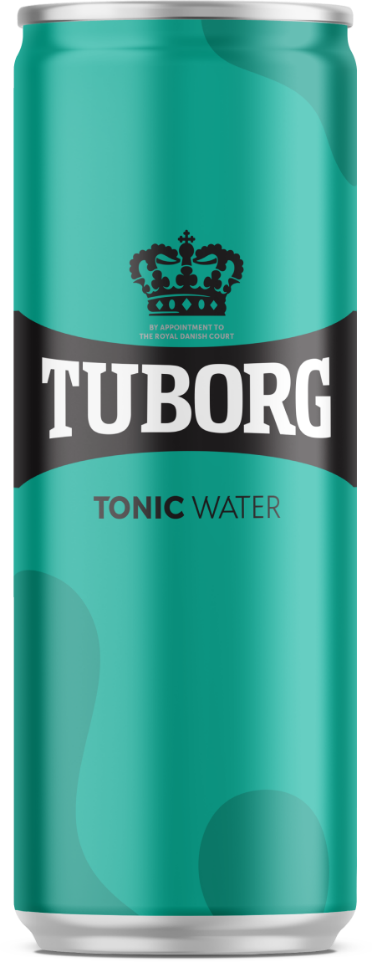 BY APPOINTMENT TO
THE ROYAL DANISH COURT
TUBORG
TONIC WATER